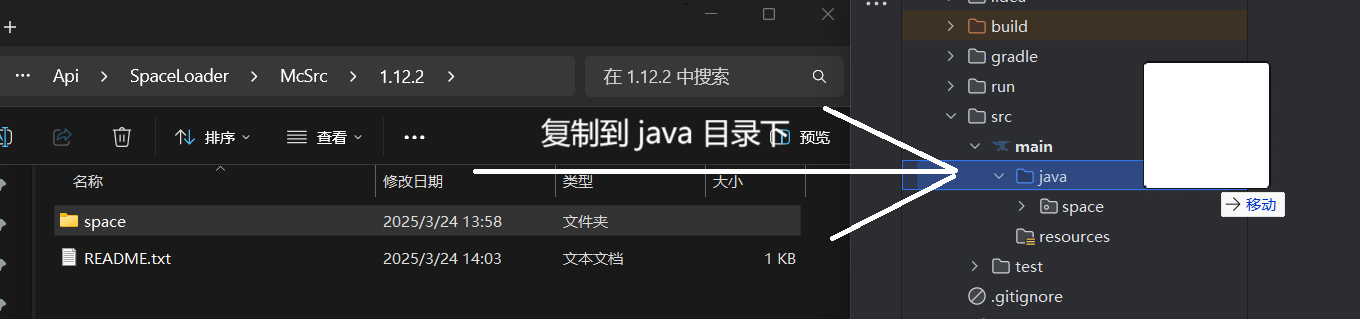 Api > SpaceLoader > McSrc > 1.12.2 >
在 1.12.2 中搜索
排序
查看
预览
复制到 java 目录下
名称
修改日期
类型
大小
space
2025/3/24 13:58
文件夹
README.txt
2025/3/24 14:03
文本文档
1 KB
build
gradle
run
src
main
java
space
resources
test
.gitignore
移动